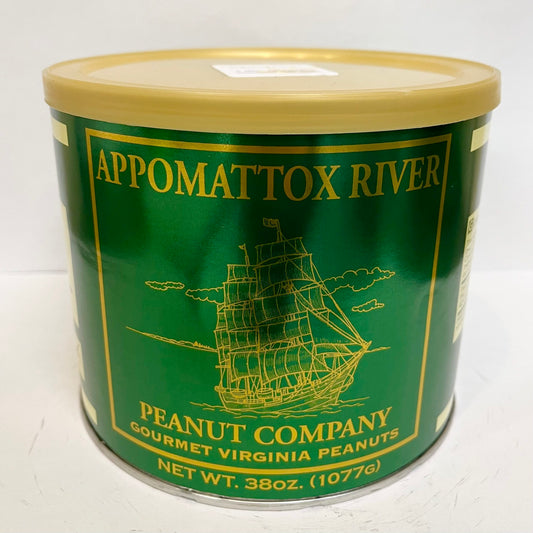 APPOMATTOX RIVER
PEANUT COMPANY
GOURMET VIRGINIA PEANUTS
NET WT. 38OZ. (1077G)